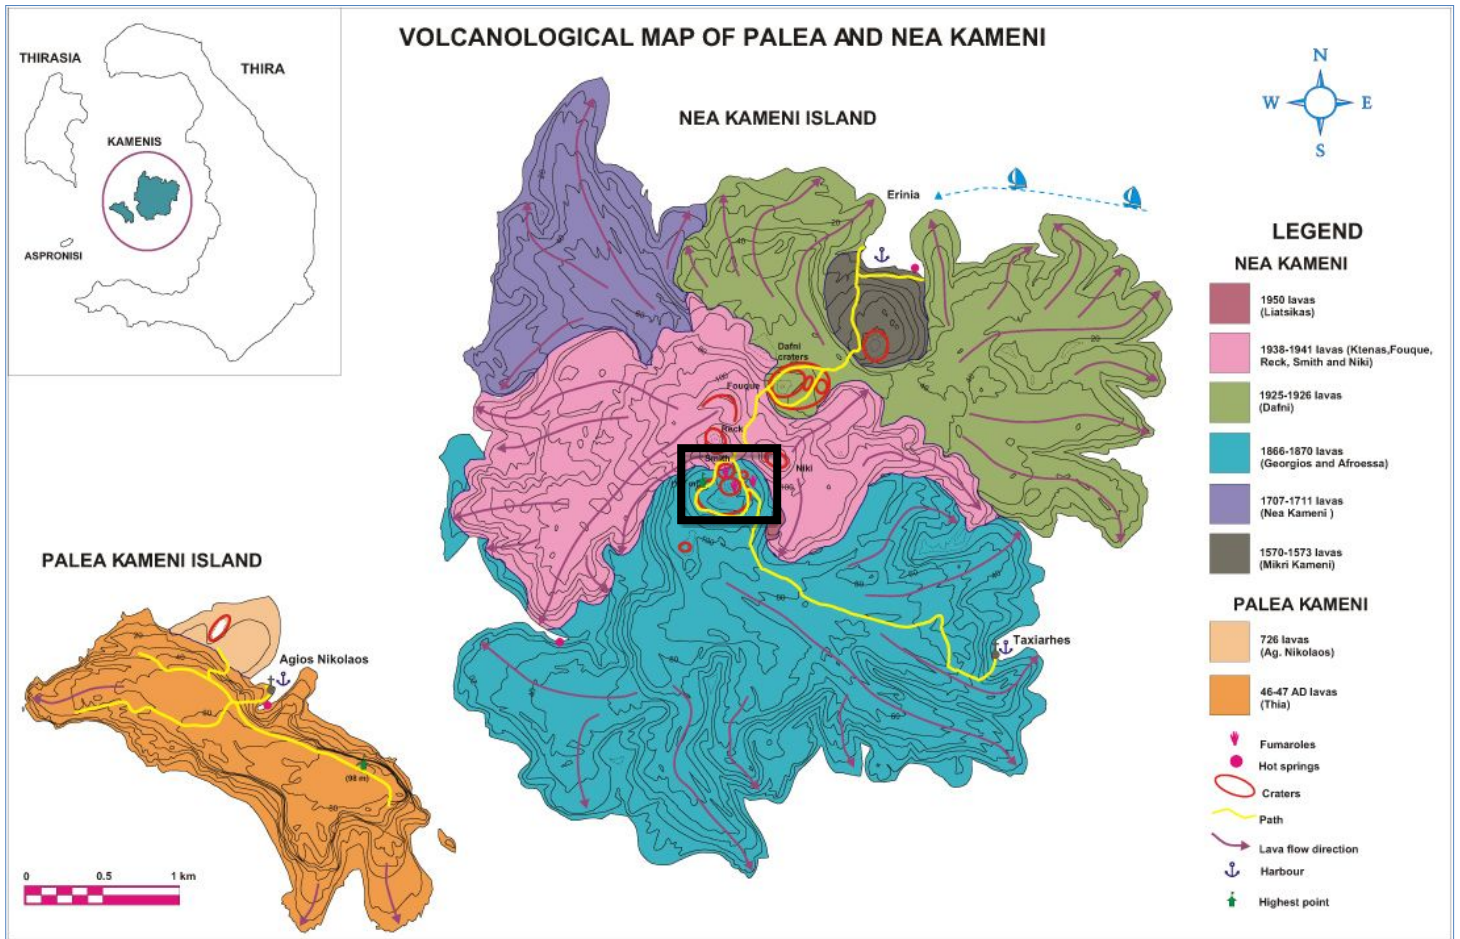 VOLCANOLOGICAL MAP OF PALEA AND NEA KAMENI
THIRASIA
THIRA
KAMENIS
ASPRONISI
NEA KAMENI ISLAND
N
W
E
S
Erinia
Dafni
craters
Fouque
Reck
Smith
Niki
Taxiarhes
PALEA KAMENI ISLAND
Agios Nikolaos
(98 m)
0 0.5 1 km
LEGEND
NEA KAMENI
1950 lavas
(Liatsikas)
1938-1941 lavas (Ktenas,Fouque,
Reck, Smith and Niki)
1925-1926 lavas
(Dafni)
1866-1870 lavas
(Georgios and Afroessa)
1707-1711 lavas
(Nea Kameni )
1570-1573 lavas
(Mikri Kameni)
PALEA KAMENI
726 lavas
(Ag. Nikolaos)
46-47 AD lavas
(Thia)
Fumaroles
Hot springs
Craters
Path
Lava flow direction
Harbour
Highest point